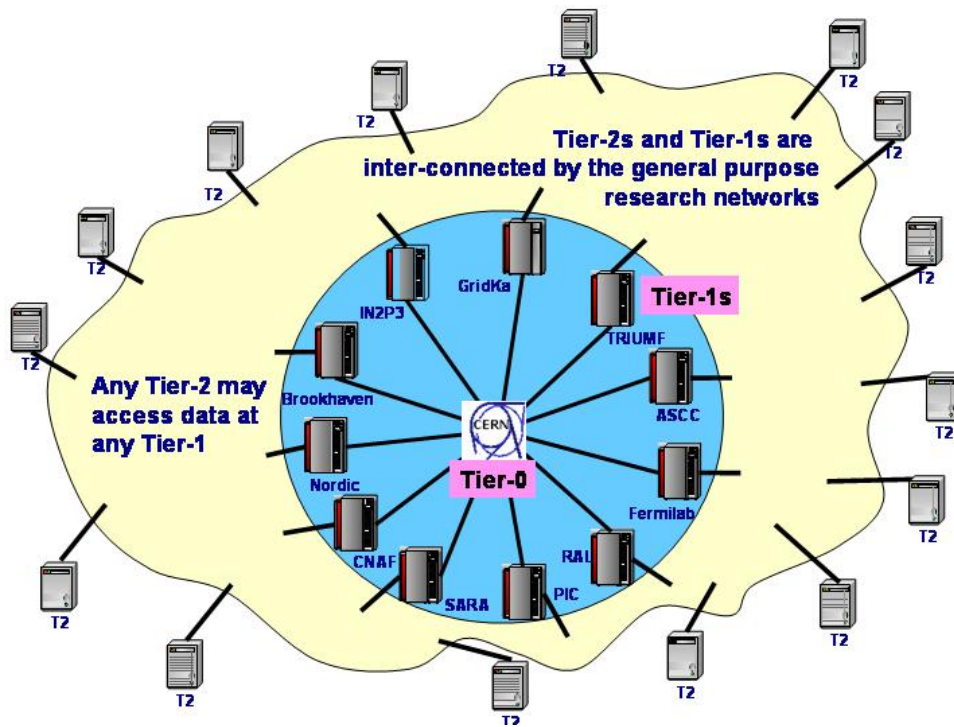 T2
T2
T2
T2
T2
T2
Tier-2s and Tier-1s are
inter-connected by the general purpose
research networks
T2
T2
T2
GridKa
IN2P3
Tier-1s
TRIUMF
T2
Any Tier-2 may
access data at
any Tier-1
Brookhaven
ASCC
T2
CERN
Tier-0
Nordic
Fermilab
T2
CNAF
RAL
SARA
PIC
T2
T2
T2
T2
T2